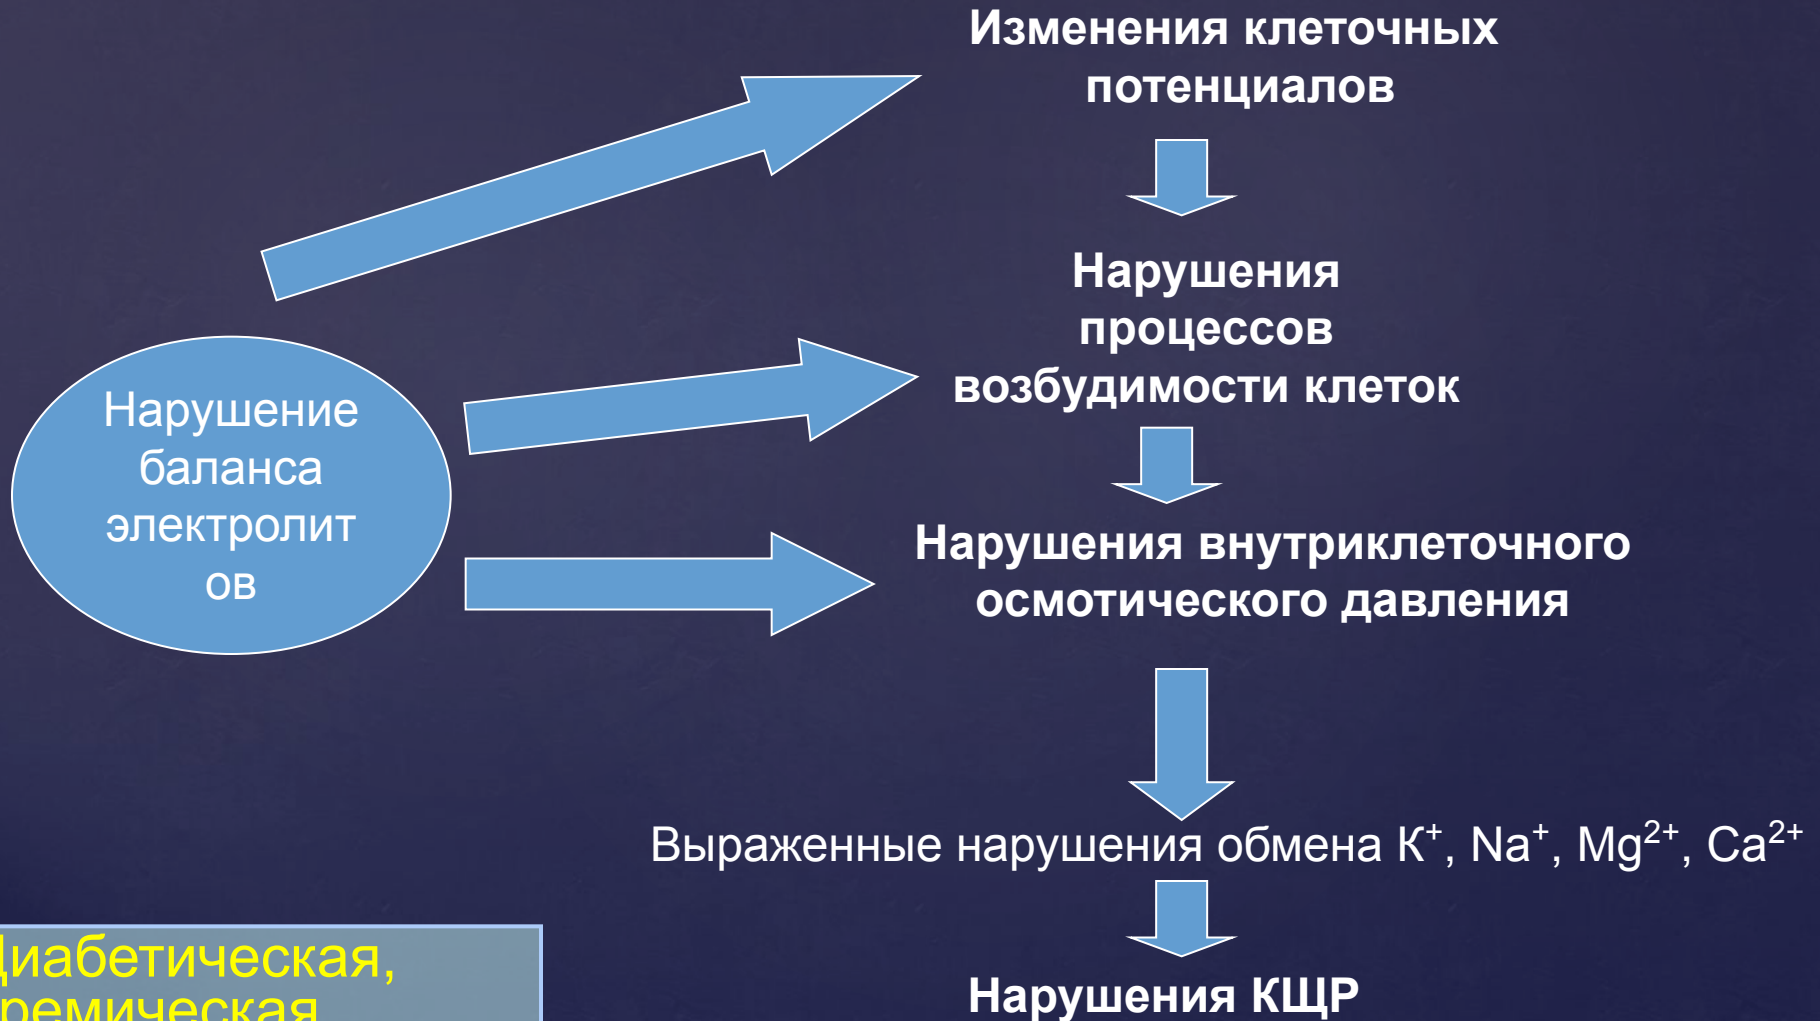 Изменения клеточных
потенциалов
Нарушения
процессов
возбудимости клеток
Нарушение
баланса
электролит
ов
Нарушения внутриклеточного
осмотического давления
Выраженные нарушения обмена К⁺, Na⁺, Mg²⁺, Ca²⁺
Нарушения КЩР
Диабетическая,